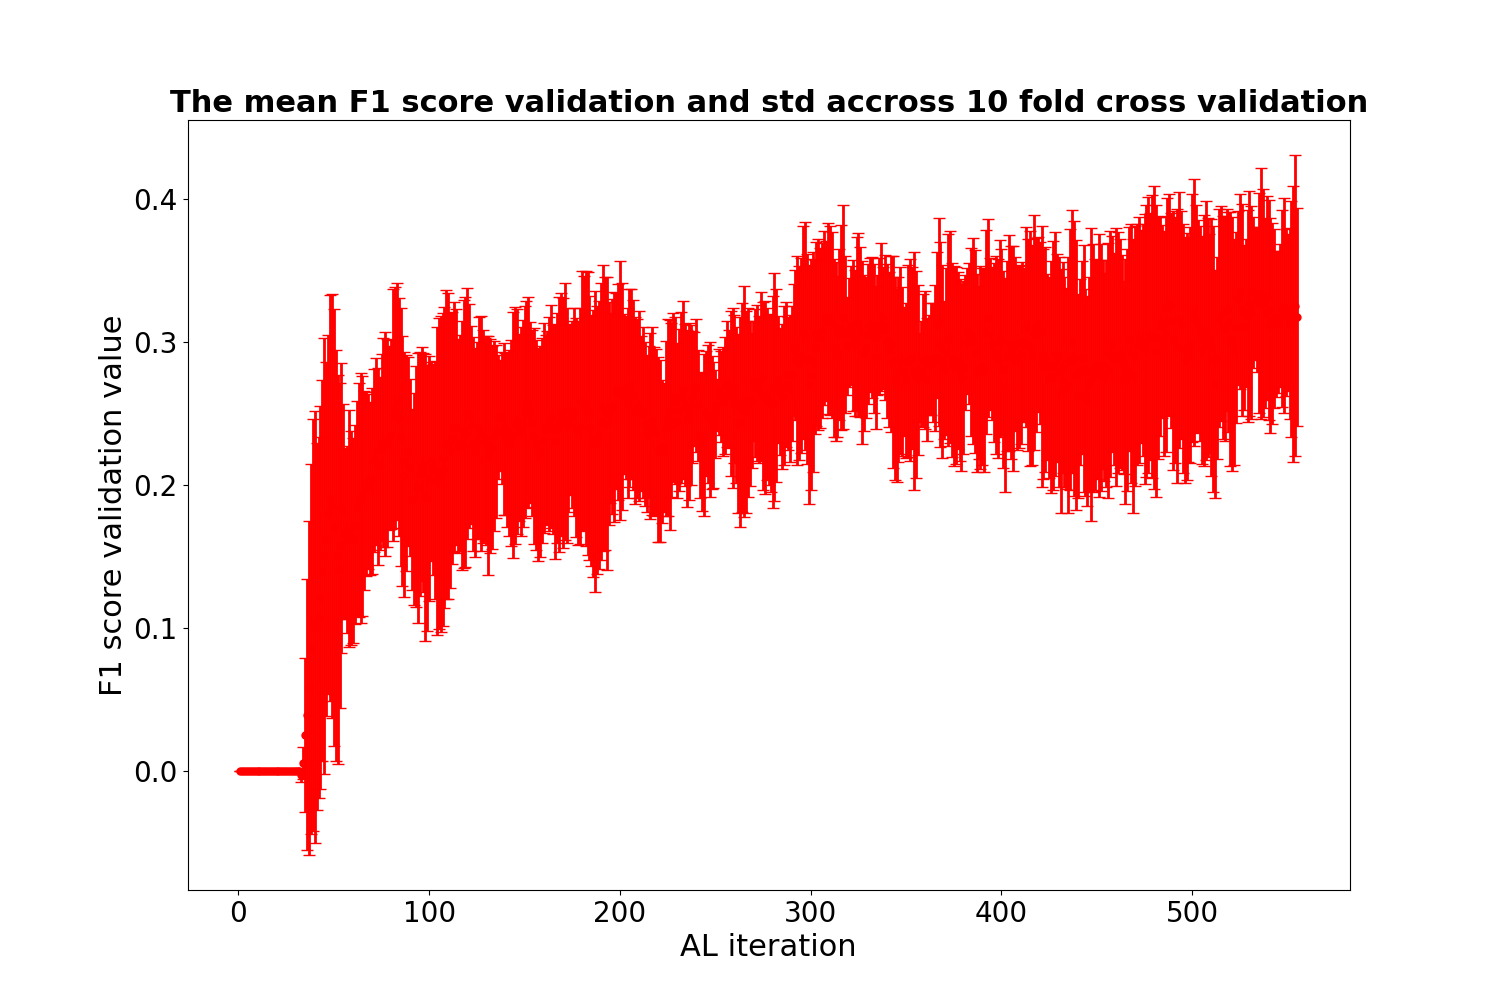 The mean F1 score validation and std accross 10 fold cross validation
0.4
0.3
0.2
0.1
0.0
F1 score validation value
0 100 200 300 400 500
AL iteration